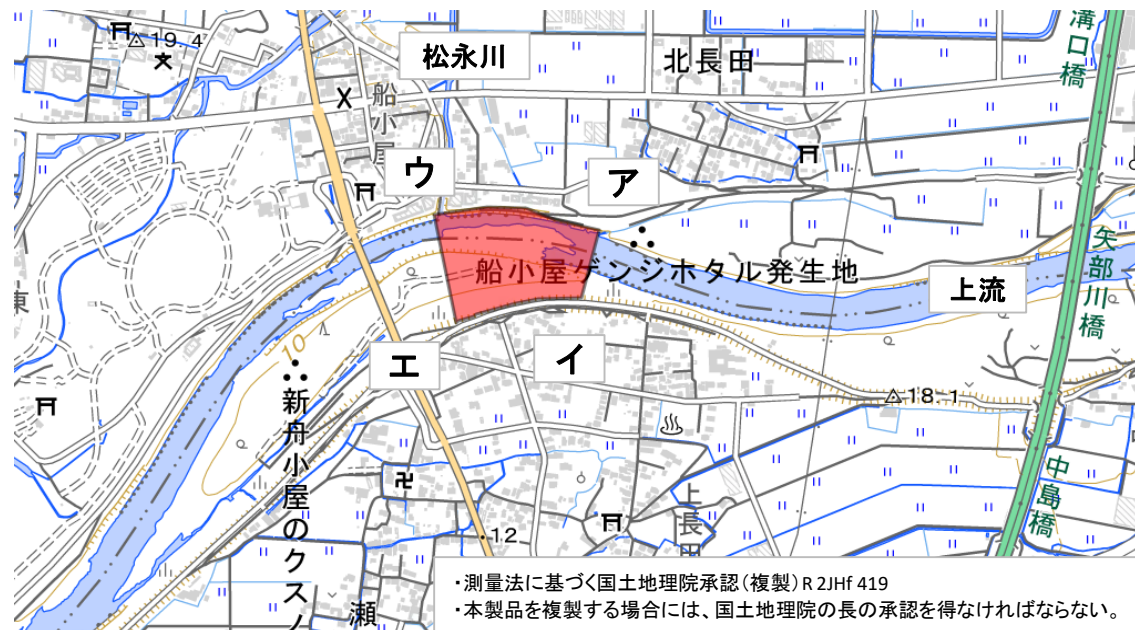 19.4
松永川
北長田
溝口橋
船小屋
ウ
ア
船小屋ゲンジホタル発生地
矢部川橋
上流
東
10
エ
イ
18.1
新舟小屋のクスノ
中島橋
上長田
12
瀬
・測量法に基づく国土地理院承認（複製）R 2JHf 419
・本製品を複製する場合には、国土地理院の長の承認を得なければならない。